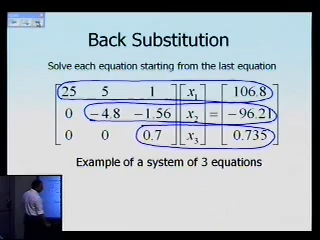 Back Substitution
Solve each equation starting from the last equation
25 5 1 x₁ 106.8
0 −4.8 −1.56 x₂ = −96.21
0 0 0.7 x₃ 0.735
Example of a system of 3 equations